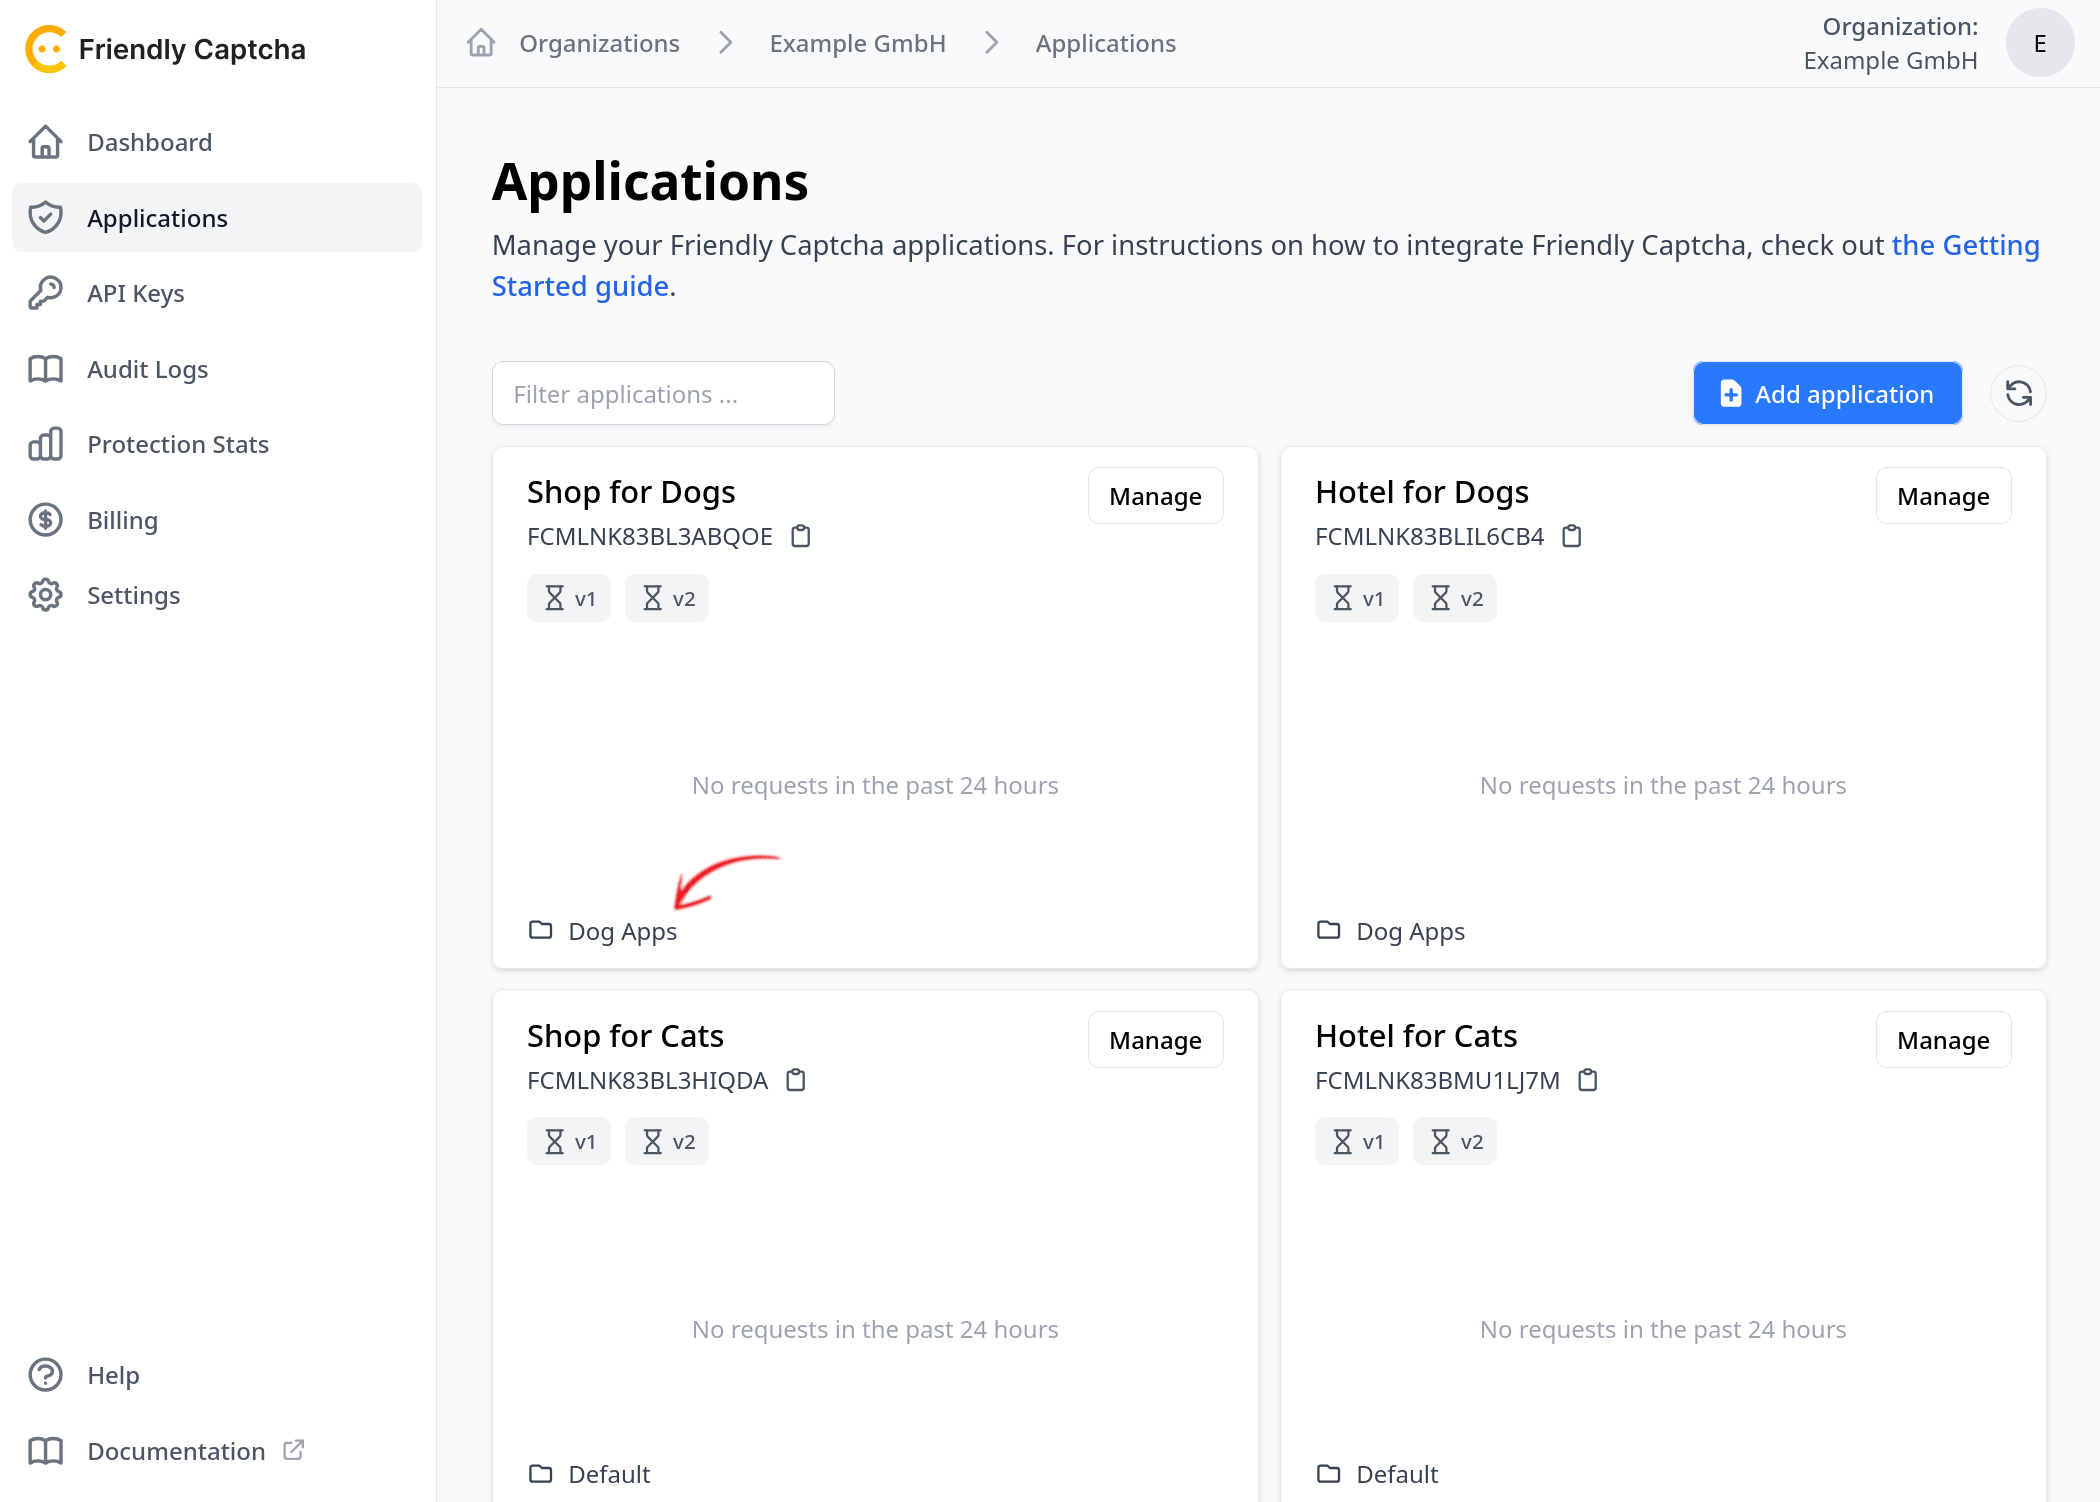 Friendly Captcha
Dashboard
Applications
API Keys
Audit Logs
Protection Stats
Billing
Settings
Help
Documentation
Organizations
Example GmbH
Applications
Organization:
Example GmbH
E
Applications
Manage your Friendly Captcha applications. For instructions on how to integrate Friendly Captcha, check out the Getting
Started guide.
Filter applications ...
Add application
Shop for Dogs
Manage
FCMLNK83BL3ABQOE
v1
v2
No requests in the past 24 hours
Dog Apps
Hotel for Dogs
Manage
FCMLNK83BLIL6CB4
v1
v2
No requests in the past 24 hours
Dog Apps
Shop for Cats
Manage
FCMLNK83BL3HIQDA
v1
v2
No requests in the past 24 hours
Default
Hotel for Cats
Manage
FCMLNK83BMU1LJ7M
v1
v2
No requests in the past 24 hours
Default